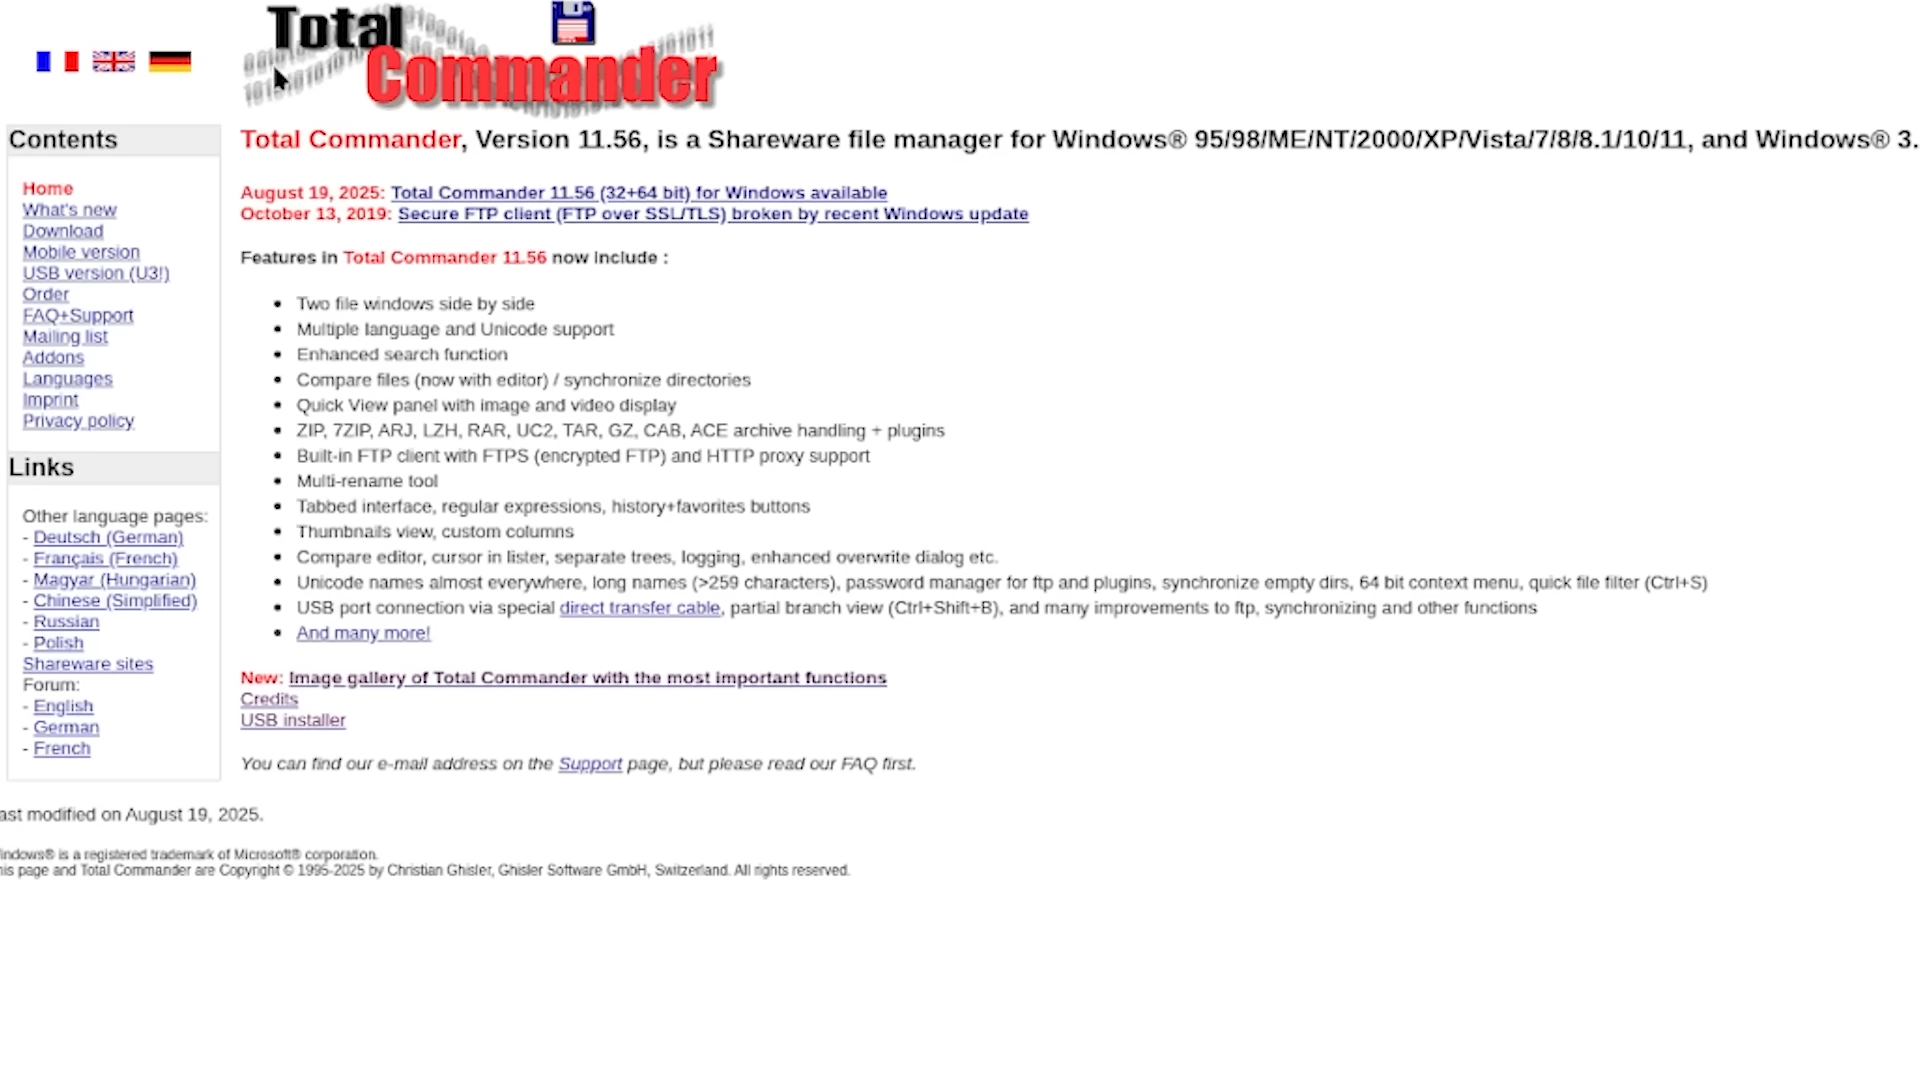 Total
Commander
Contents
Home
What's new
Download
Mobile version
USB version (U3!)
Order
FAQ+Support
Mailing list
Addons
Languages
Imprint
Privacy policy
Links
Other language pages:
- Deutsch (German)
- Français (French)
- Magyar (Hungarian)
- Chinese (Simplified)
- Russian
- Polish
Shareware sites
Forum:
- English
- German
- French
Total Commander, Version 11.56, is a Shareware file manager for Windows® 95/98/ME/NT/2000/XP/Vista/7/8/8.1/10/11, and Windows® 3.
August 19, 2025: Total Commander 11.56 (32+64 bit) for Windows available
October 13, 2019: Secure FTP client (FTP over SSL/TLS) broken by recent Windows update
Features in Total Commander 11.56 now include :
• Two file windows side by side
• Multiple language and Unicode support
• Enhanced search function
• Compare files (now with editor) / synchronize directories
• Quick View panel with image and video display
• ZIP, 7ZIP, ARJ, LZH, RAR, UC2, TAR, GZ, CAB, ACE archive handling + plugins
• Built-in FTP client with FTPS (encrypted FTP) and HTTP proxy support
• Multi-rename tool
• Tabbed interface, regular expressions, history+favorites buttons
• Thumbnails view, custom columns
• Compare editor, cursor in lister, separate trees, logging, enhanced overwrite dialog etc.
• Unicode names almost everywhere, long names (>259 characters), password manager for ftp and plugins, synchronize empty dirs, 64 bit context menu, quick file filter (Ctrl+S)
• USB port connection via special direct transfer cable, partial branch view (Ctrl+Shift+B), and many improvements to ftp, synchronizing and other functions
• And many more!
New: Image gallery of Total Commander with the most important functions
Credits
USB installer
You can find our e-mail address on the Support page, but please read our FAQ first.
ast modified on August 19, 2025.
indows® is a registered trademark of Microsoft® corporation.
his page and Total Commander are Copyright © 1995-2025 by Christian Ghisler, Ghisler Software GmbH, Switzerland. All rights reserved.